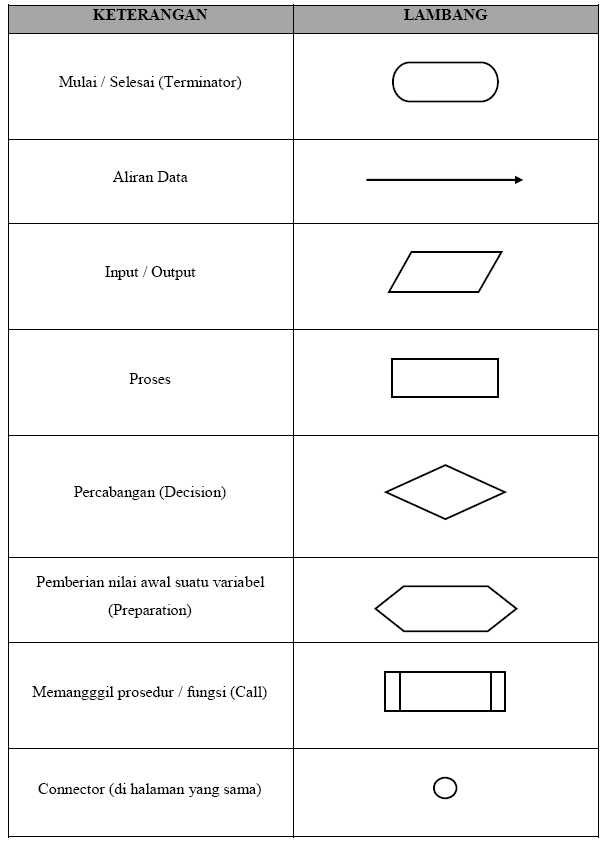 KETERANGAN
LAMBANG
Mulai / Selesai (Terminator)
Aliran Data
Input / Output
Proses
Percabangan (Decision)
Pemberian nilai awal suatu variabel
(Preparation)
Memangggil prosedur / fungsi (Call)
Connector (di halaman yang sama)